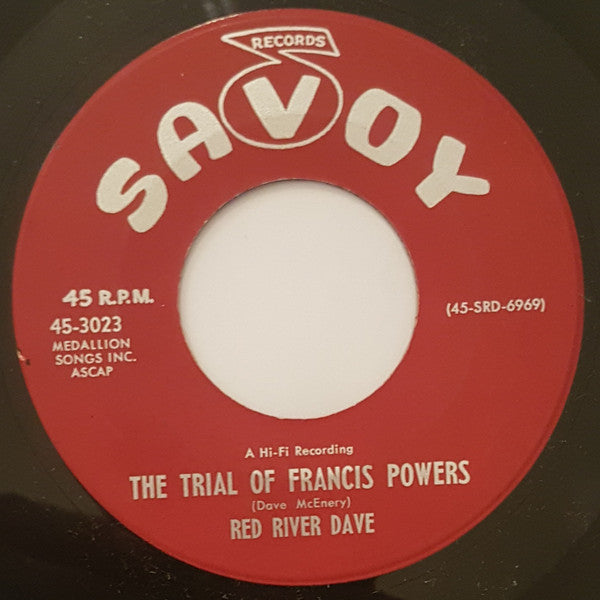 RECORDS
SAVOY
45 R.P.M.
45-3023
MEDALLION
SONGS INC.
ASCAP
(45-SRD-6969)
A Hi-Fi Recording
THE TRIAL OF FRANCIS POWERS
(Dave McEnery)
RED RIVER DAVE